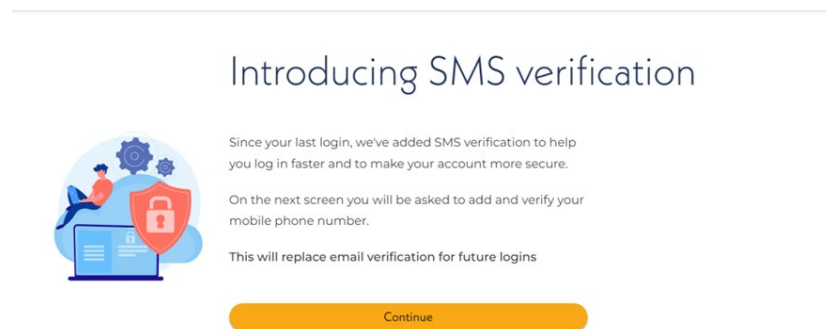 Introducing SMS verification
Since your last login, we've added SMS verification to help
you log in faster and to make your account more secure.
On the next screen you will be asked to add and verify your
mobile phone number.
This will replace email verification for future logins
Continue